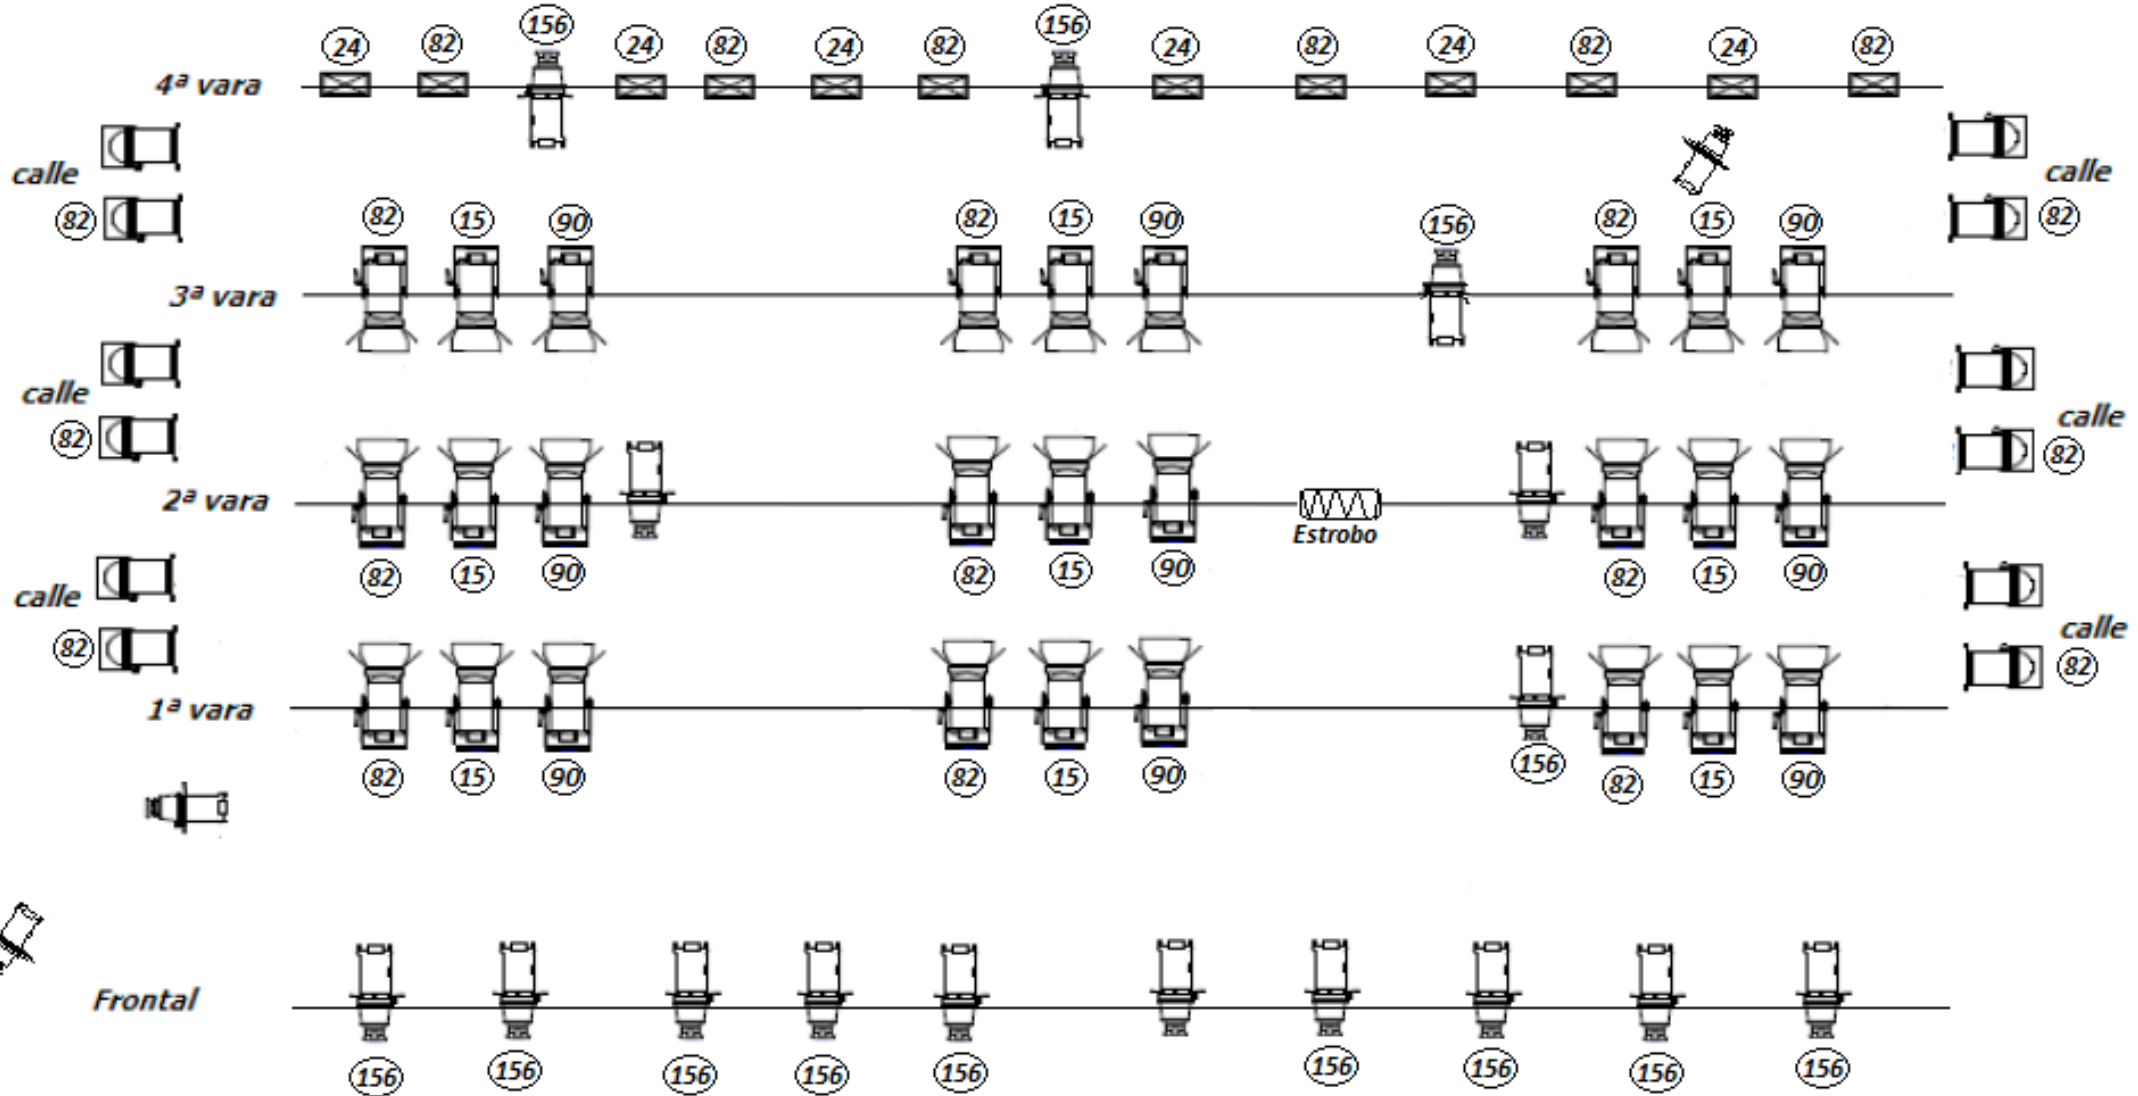 24 82 156 24 82 24 82 156 24 82 24 82 24 82
4ª vara
calle calle
82 82
82 15 90 82 15 90 156 82 15 90
3ª vara
calle calle
82 82
2ª vara
Estrobo
82 15 90 82 15 90 82 15 90
calle calle
82 82
1ª vara
82 15 90 82 15 90 156 82 15 90
Frontal
156 156 156 156 156 156 156 156 156